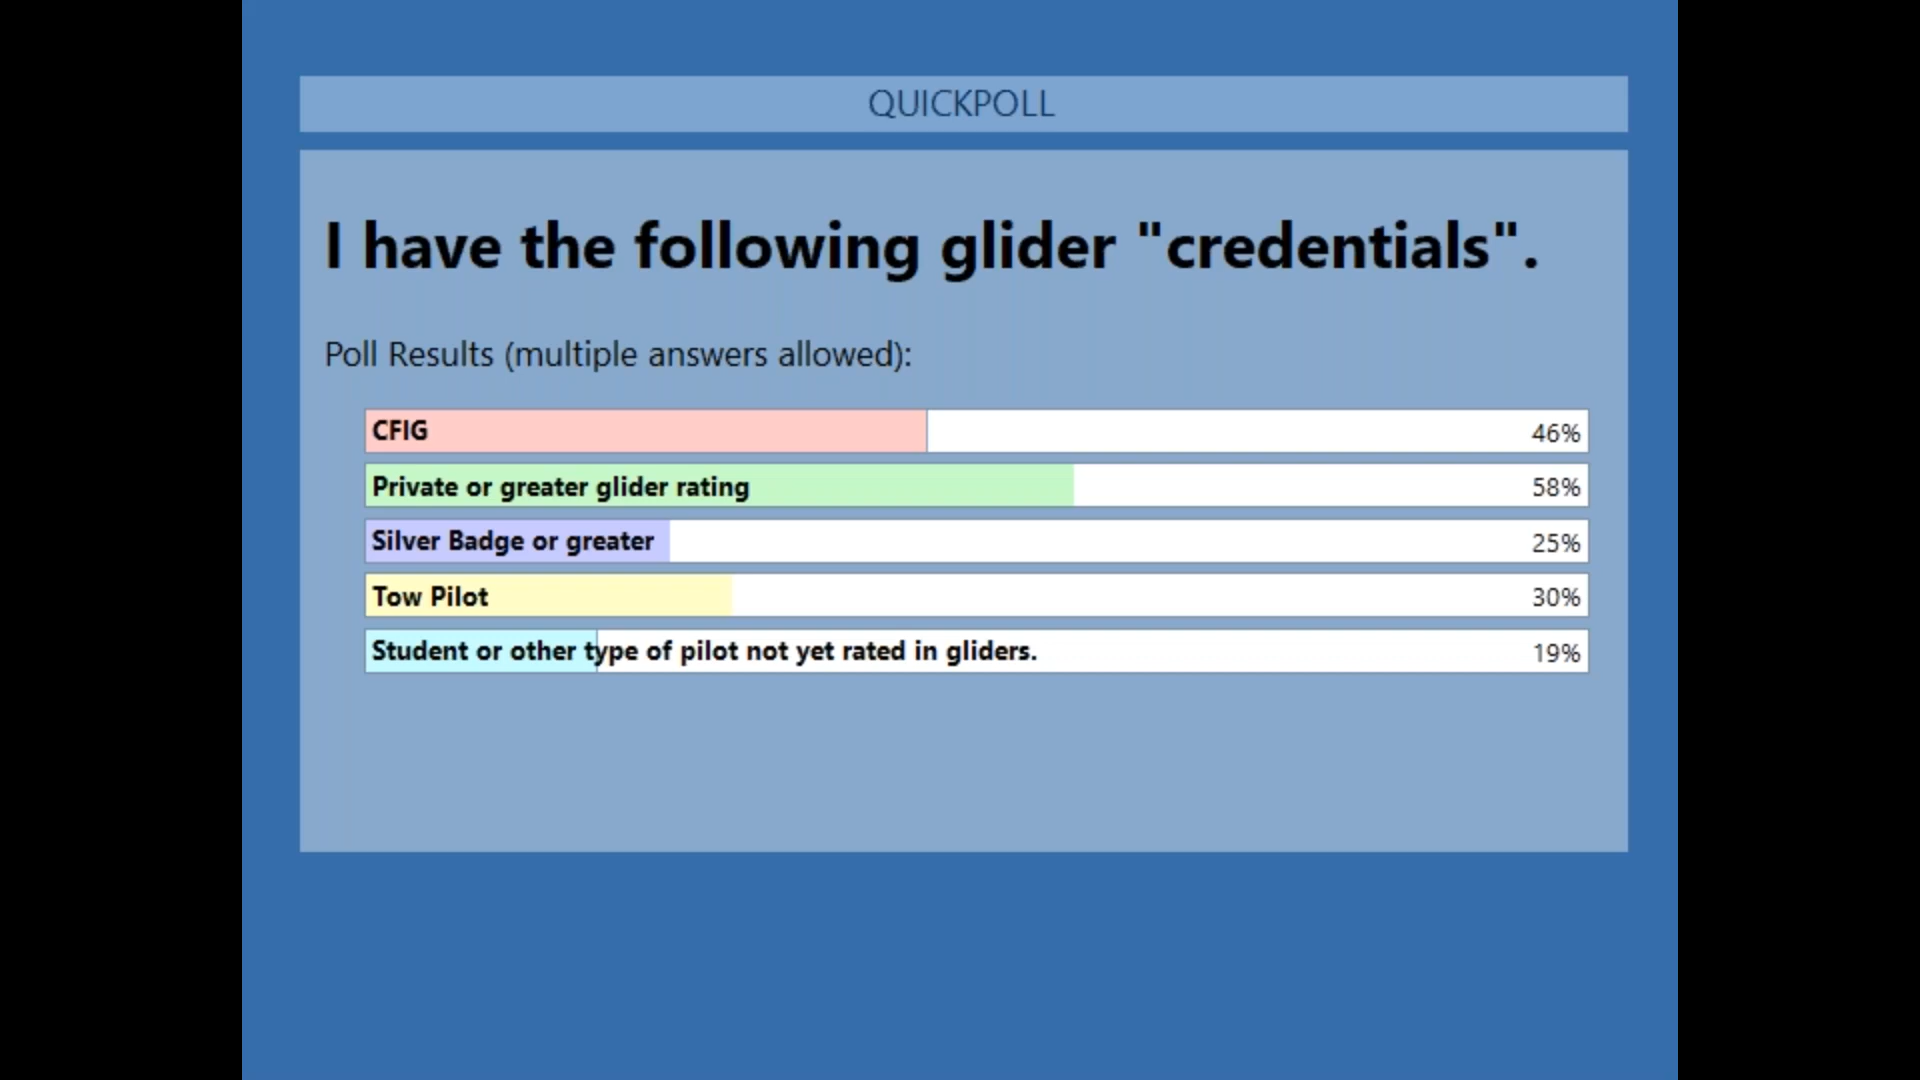 QUICKPOLL
I have the following glider "credentials".
Poll Results (multiple answers allowed):
CFIG 46%
Private or greater glider rating 58%
Silver Badge or greater 25%
Tow Pilot 30%
Student or other type of pilot not yet rated in gliders. 19%